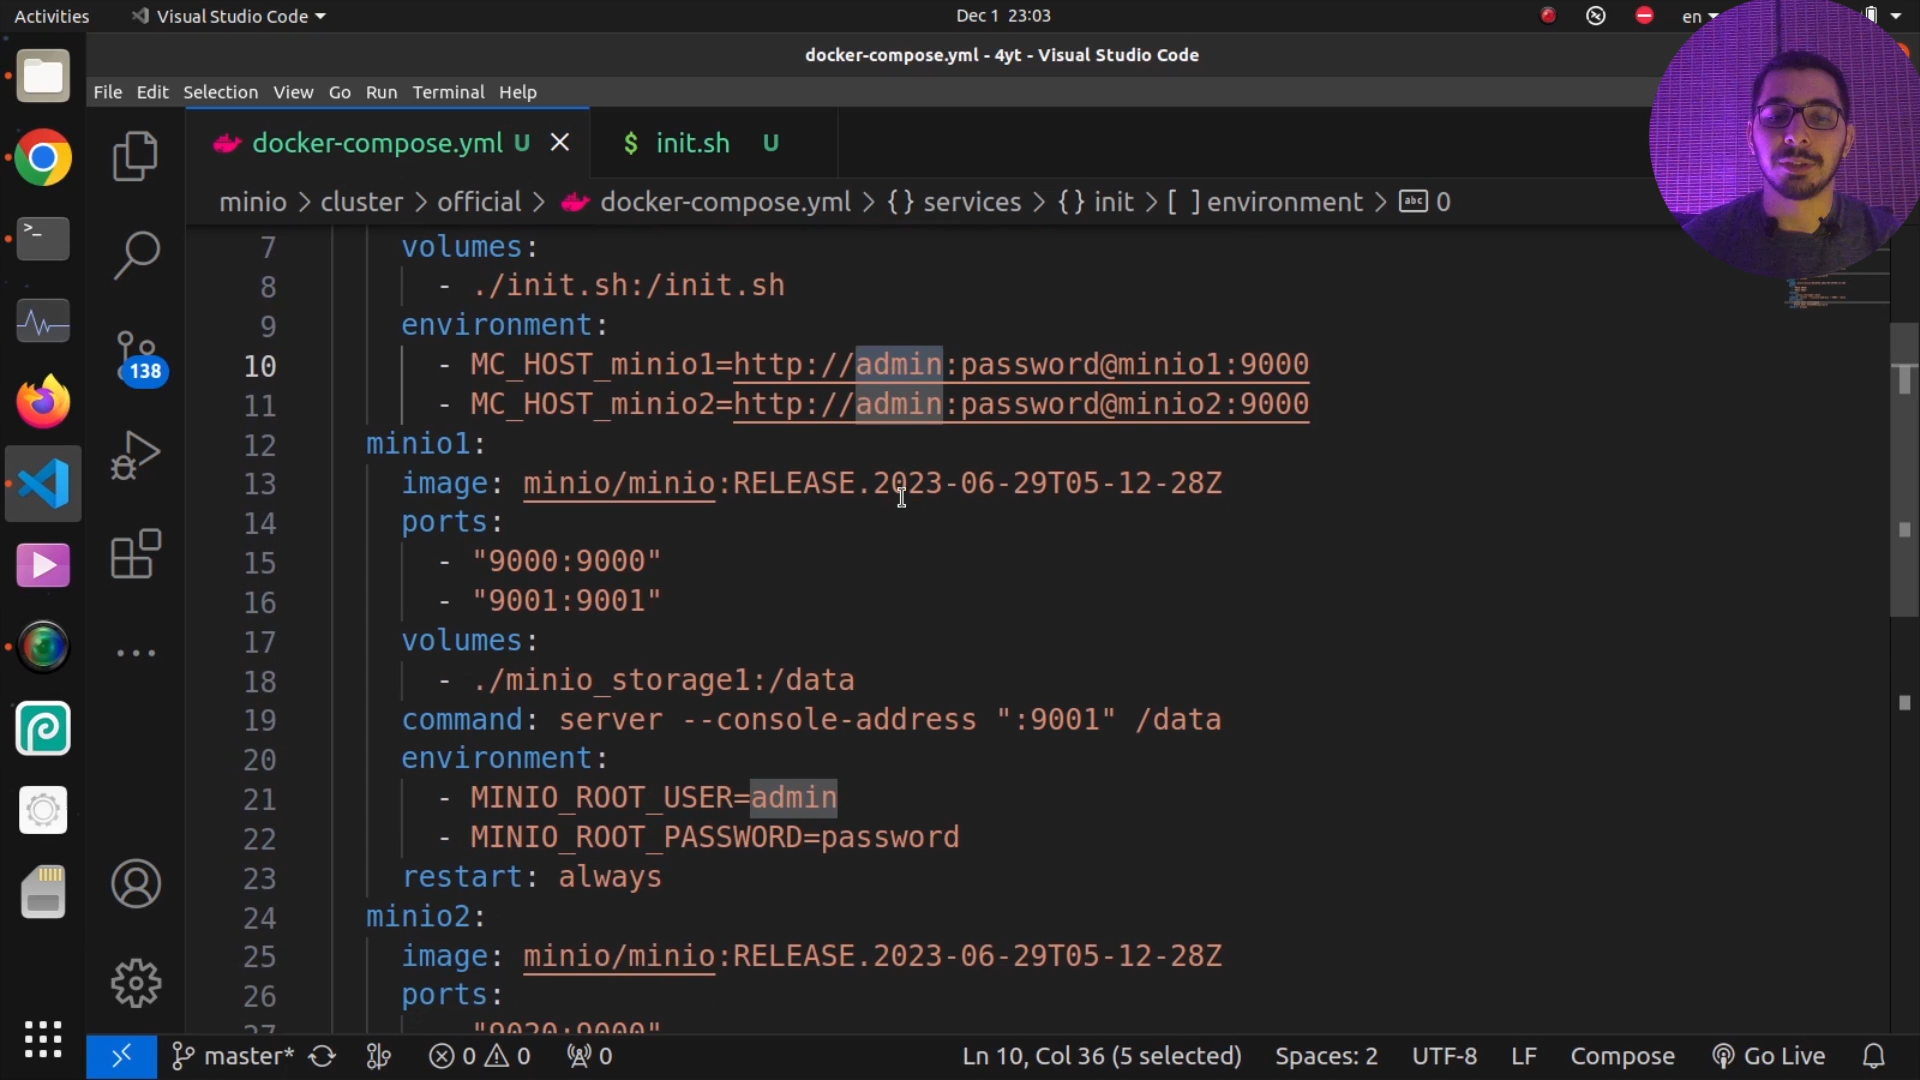 Activities Visual Studio Code Dec 1 23:03 en
docker-compose.yml - 4yt - Visual Studio Code
File Edit Selection View Go Run Terminal Help
docker-compose.yml U $ init.sh U
minio > cluster > official > docker-compose.yml > {} services > {} init > [ ] environment > abc 0
7 volumes:
8 - ./init.sh:/init.sh
9 environment:
10 - MC_HOST_minio1=http://admin:password@minio1:9000
11 - MC_HOST_minio2=http://admin:password@minio2:9000
12 minio1:
13 image: minio/minio:RELEASE.2023-06-29T05-12-28Z
14 ports:
15 - "9000:9000"
16 - "9001:9001"
17 volumes:
18 - ./minio_storage1:/data
19 command: server --console-address ":9001" /data
20 environment:
21 - MINIO_ROOT_USER=admin
22 - MINIO_ROOT_PASSWORD=password
23 restart: always
24 minio2:
25 image: minio/minio:RELEASE.2023-06-29T05-12-28Z
26 ports:
27 "9020:9000"
138
master* 0 0 0 Ln 10, Col 36 (5 selected) Spaces: 2 UTF-8 LF Compose Go Live